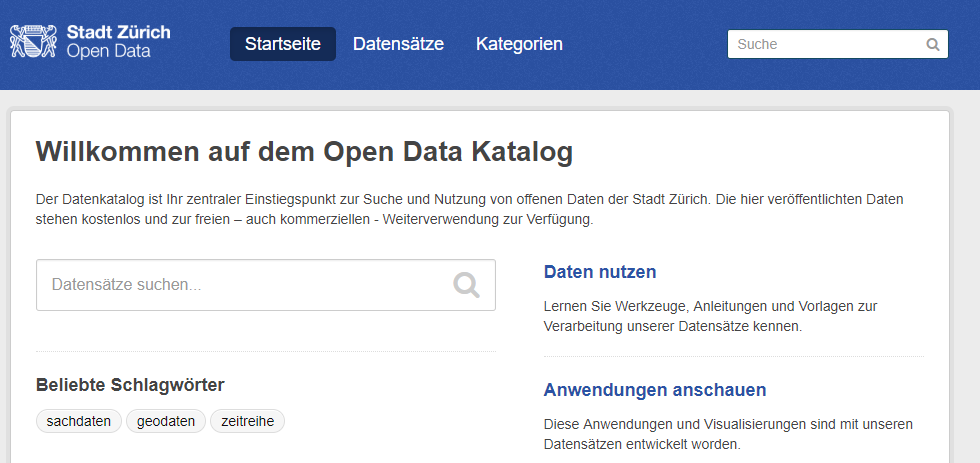 Stadt Zürich
Open Data
Startseite
Datensätze
Kategorien
Suche
Willkommen auf dem Open Data Katalog
Der Datenkatalog ist Ihr zentraler Einstiegspunkt zur Suche und Nutzung von offenen Daten der Stadt Zürich. Die hier veröffentlichten Daten
stehen kostenlos und zur freien – auch kommerziellen - Weiterverwendung zur Verfügung.
Datensätze suchen...
Beliebte Schlagwörter
sachdaten
geodaten
zeitreihe
Daten nutzen
Lernen Sie Werkzeuge, Anleitungen und Vorlagen zur
Verarbeitung unserer Datensätze kennen.
Anwendungen anschauen
Diese Anwendungen und Visualisierungen sind mit unseren
Datensätzen entwickelt worden.